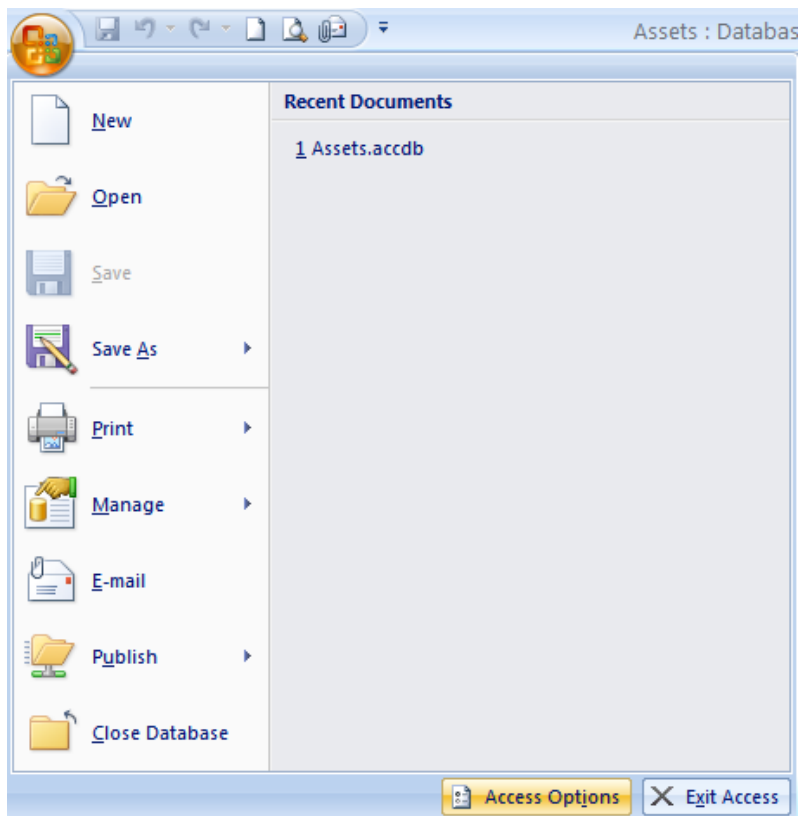 Assets : Databas
New
Open
Save
Save As
Print
Manage
E-mail
Publish
Close Database
Recent Documents
1 Assets.accdb
Access Options
Exit Access